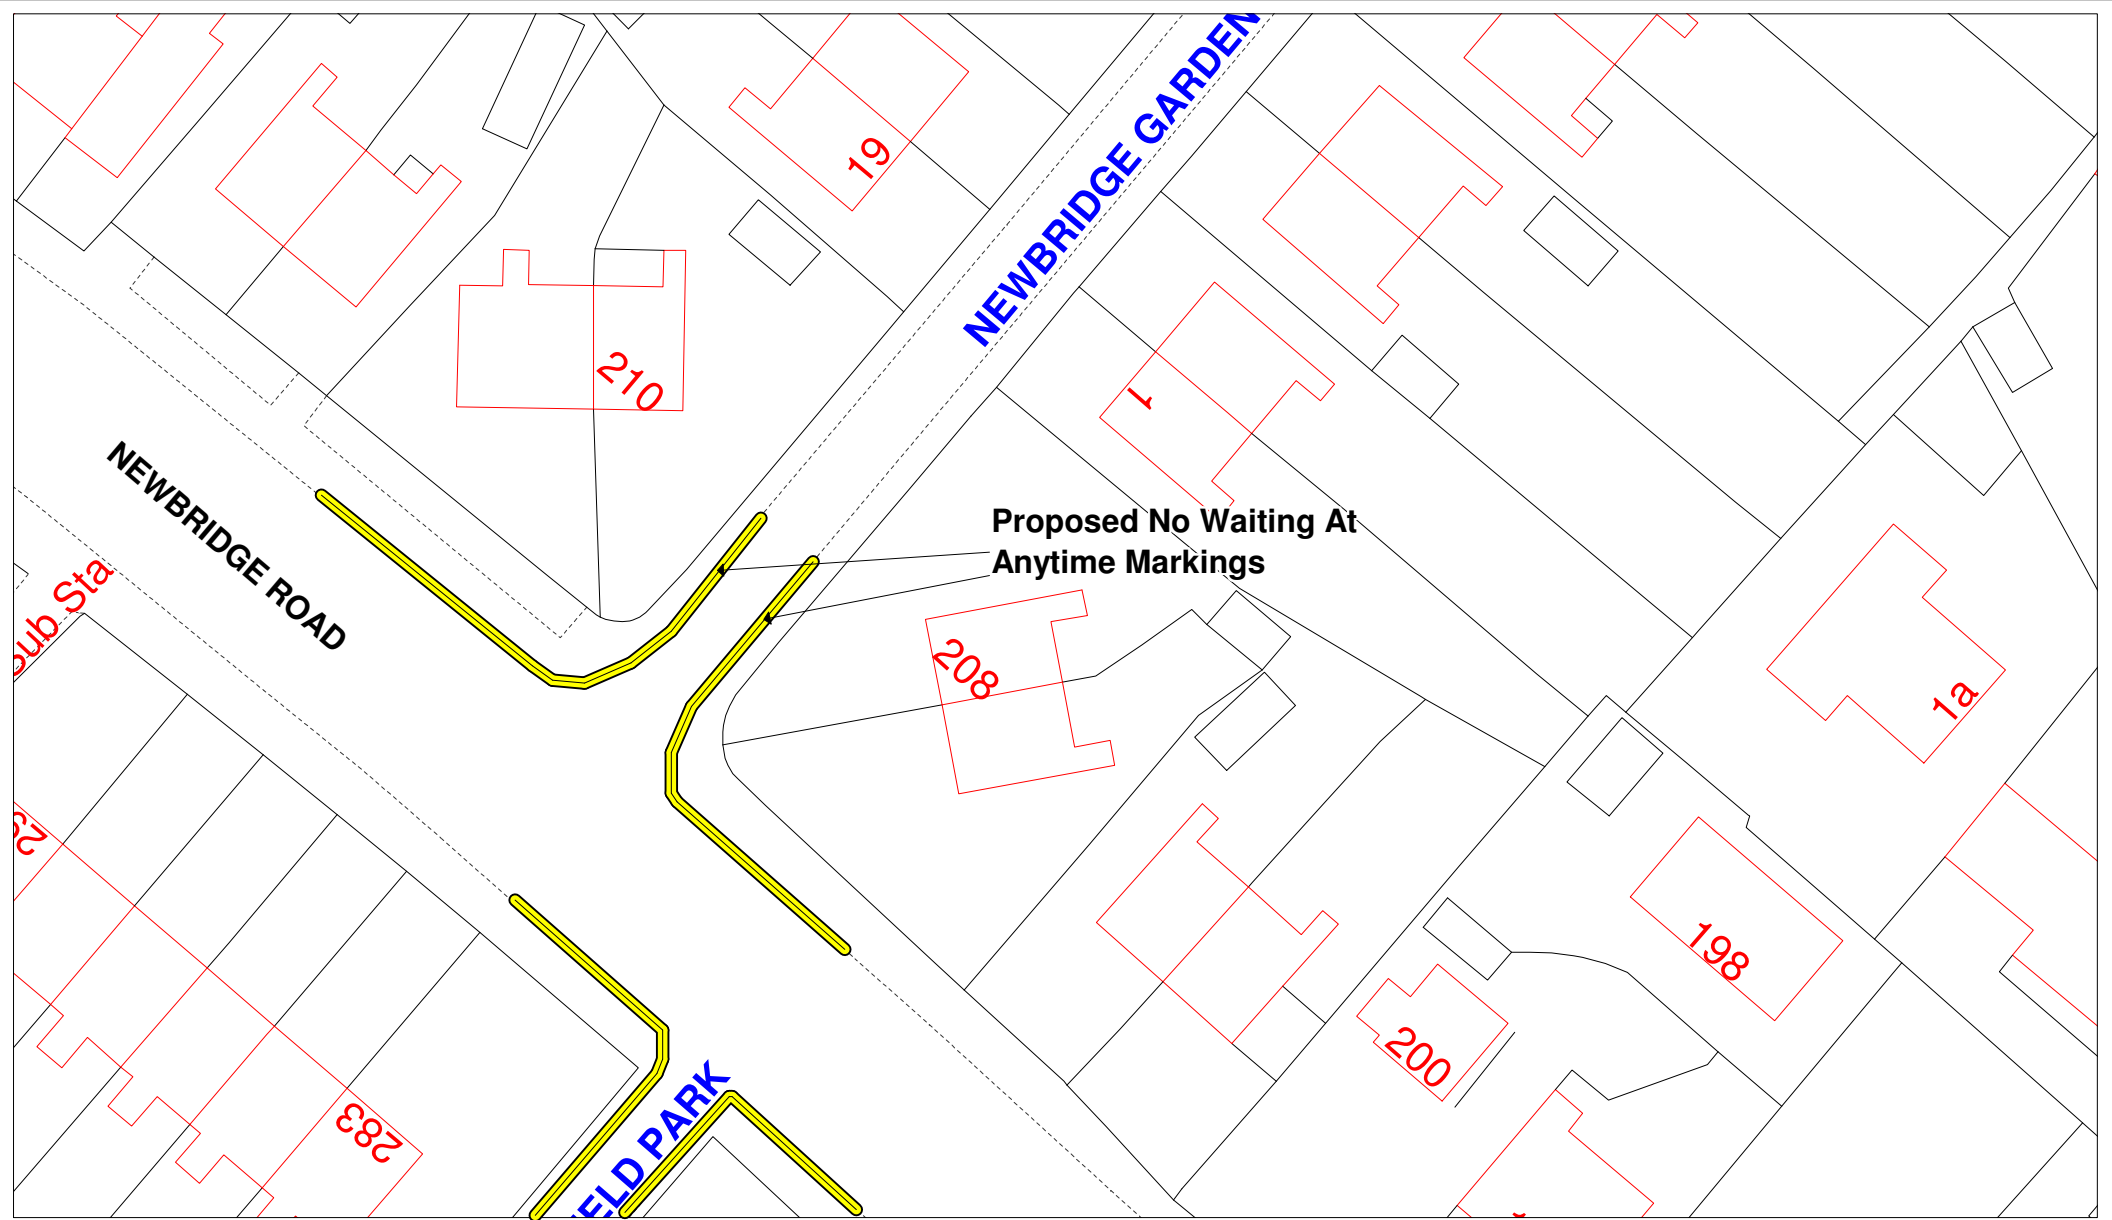 19
NEWBRIDGE GARDEN
210
1
NEWBRIDGE ROAD
Proposed No Waiting At
Anytime Markings
Sub Sta
208
1a
198
200
283
ELD PARK